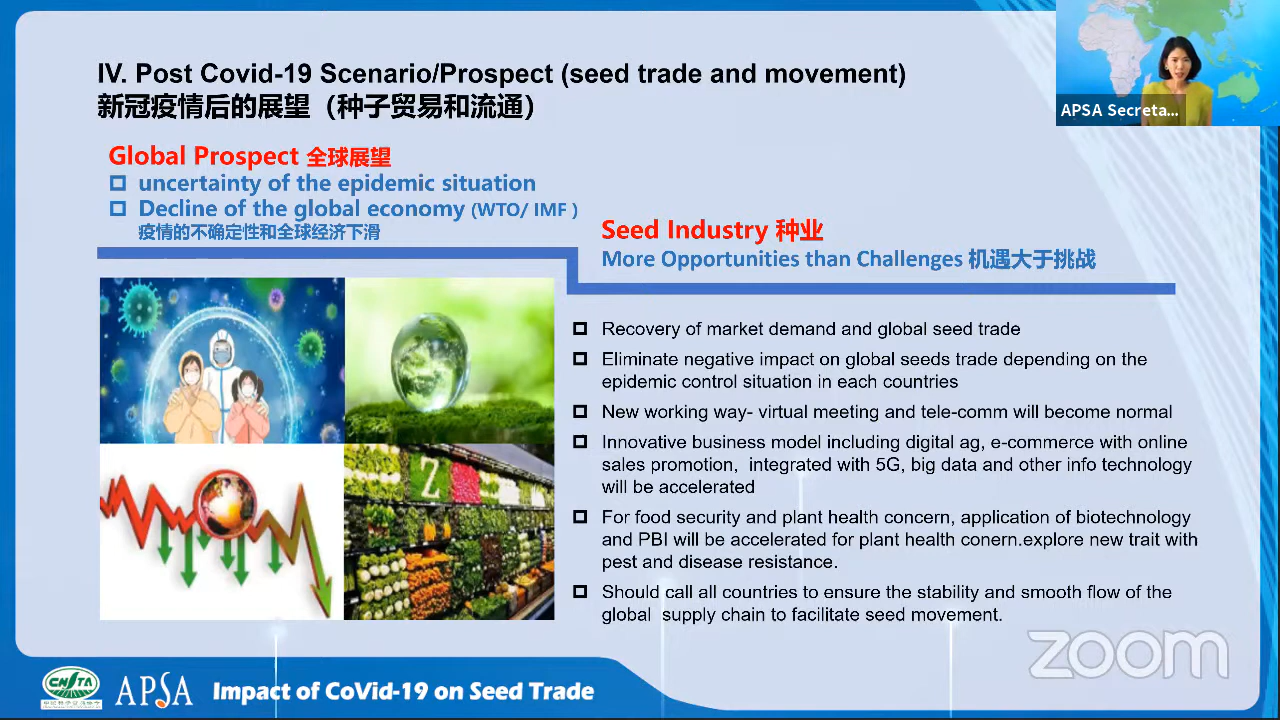 IV. Post Covid-19 Scenario/Prospect (seed trade and movement)
新冠疫情后的展望（种子贸易和流通）
APSA Secreta...
Global Prospect 全球展望
uncertainty of the epidemic situation
Decline of the global economy (WTO/ IMF )
疫情的不确定性和全球经济下滑
Seed Industry 种业
More Opportunities than Challenges 机遇大于挑战
Recovery of market demand and global seed trade
Eliminate negative impact on global seeds trade depending on the
epidemic control situation in each countries
New working way- virtual meeting and tele-comm will become normal
Innovative business model including digital ag, e-commerce with online
sales promotion, integrated with 5G, big data and other info technology
will be accelerated
For food security and plant health concern, application of biotechnology
and PBI will be accelerated for plant health conern.explore new trait with
pest and disease resistance.
Should call all countries to ensure the stability and smooth flow of the
global supply chain to facilitate seed movement.
Z
zoom
CNSTA
APSA
Impact of CoVid-19 on Seed Trade